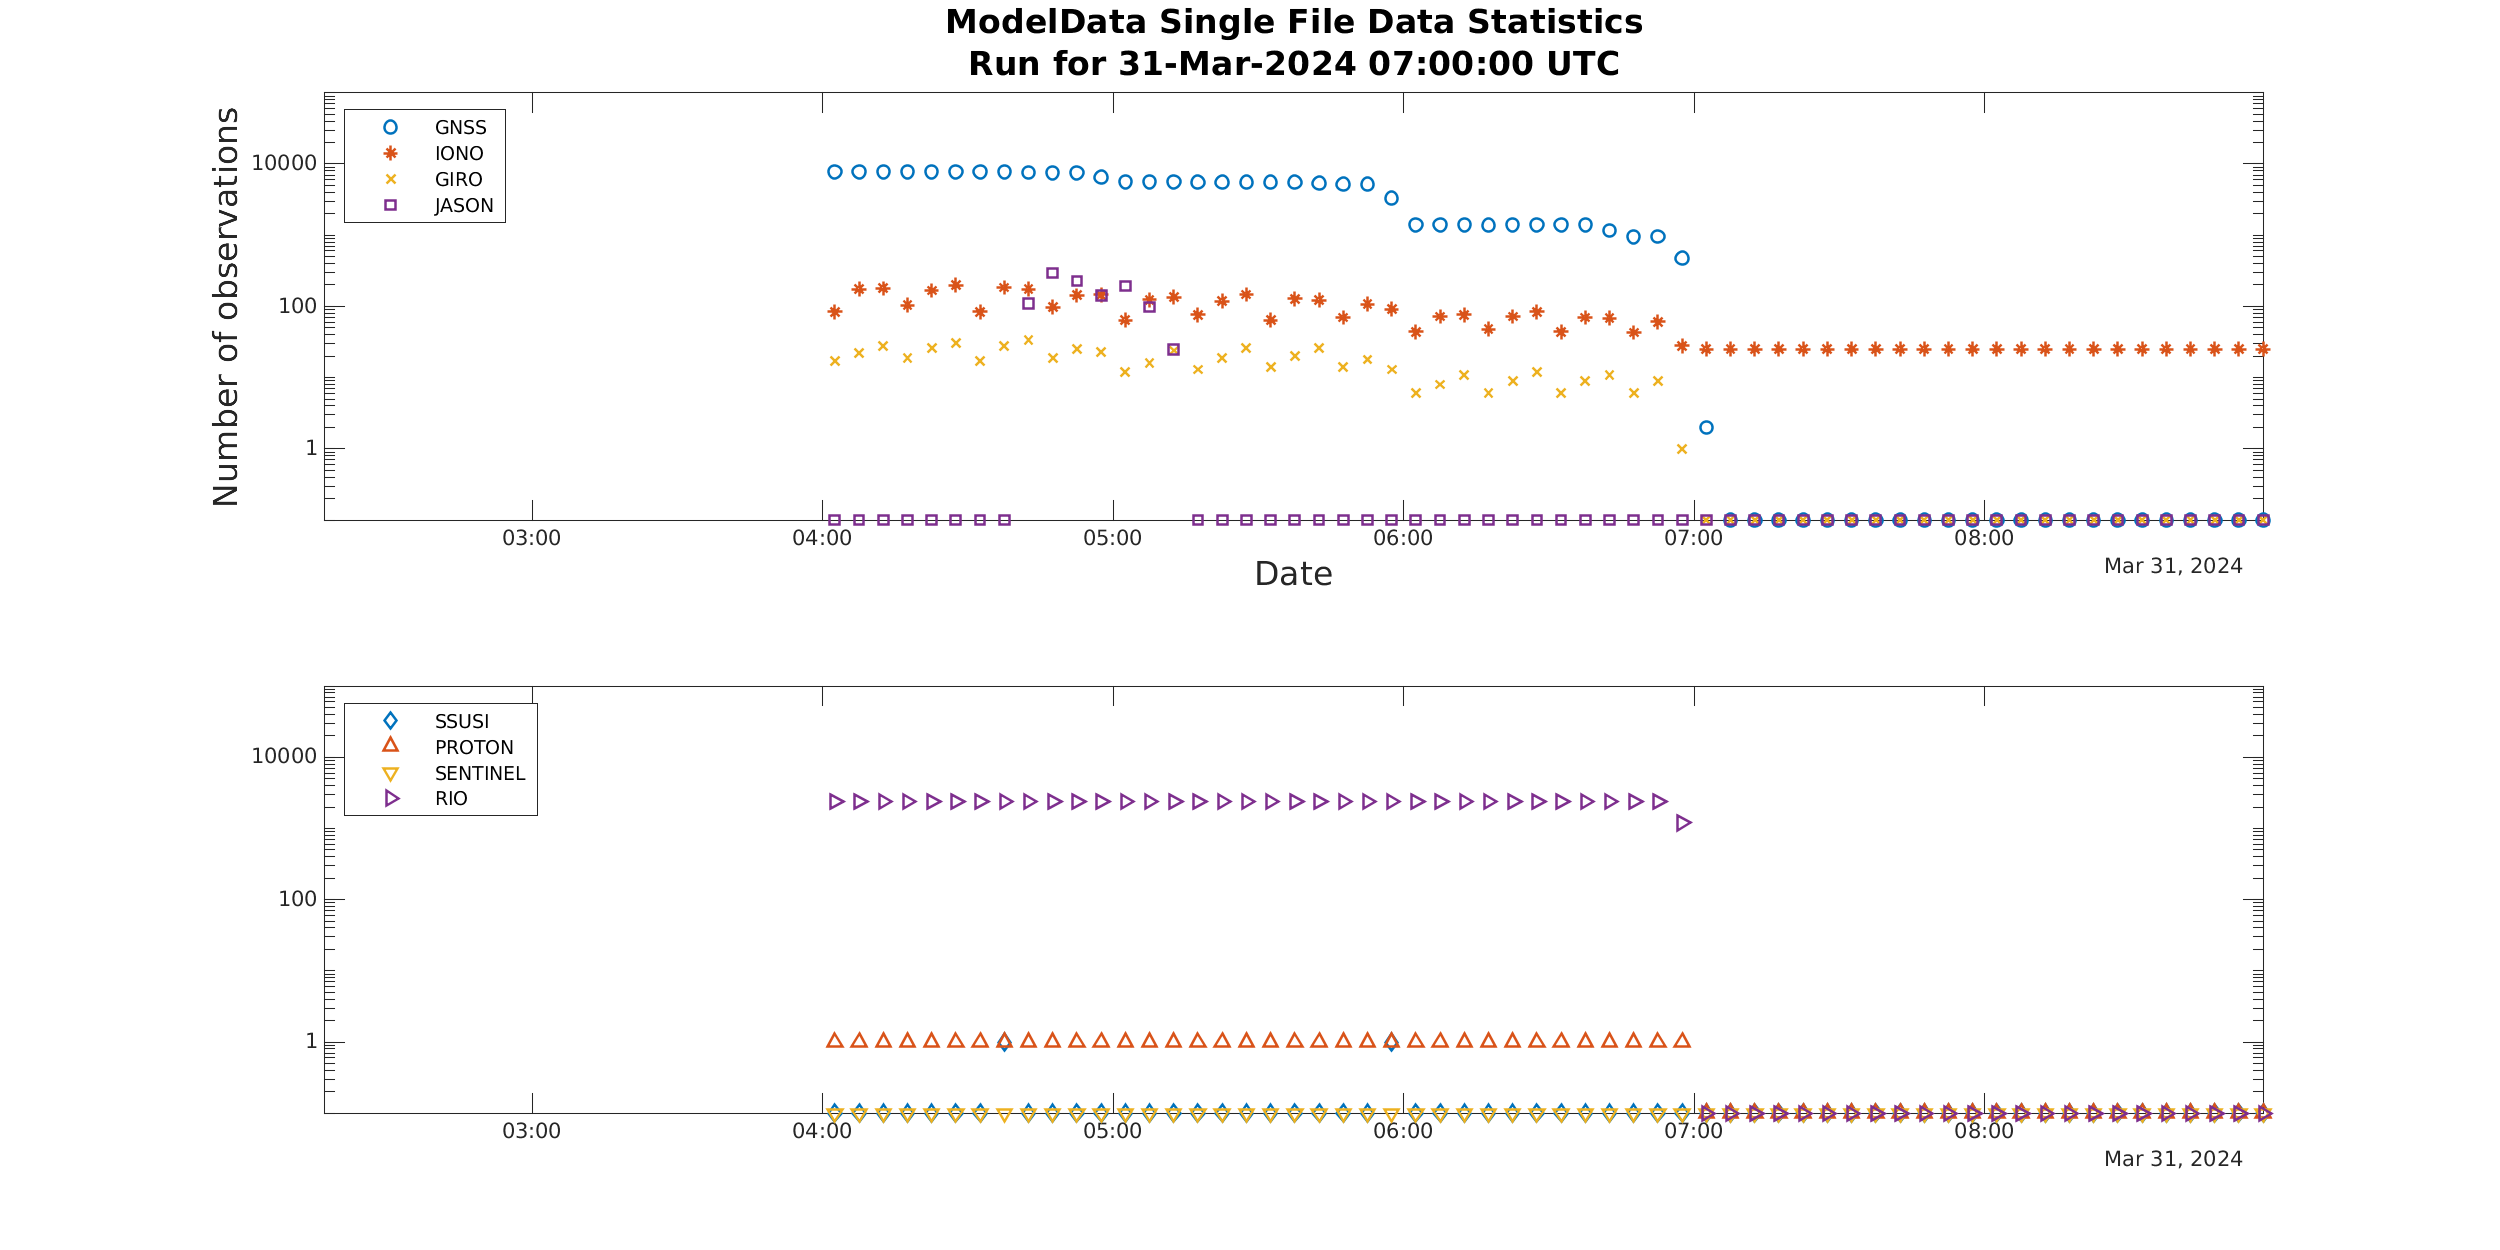 ModelData Single File Data Statistics
Run for 31-Mar-2024 07:00:00 UTC
Number of observations
10000
100
1
GNSS
IONO
GIRO
JASON
03:00 04:00 05:00 06:00 07:00 08:00
Mar 31, 2024
Date
10000
100
1
SSUSI
PROTON
SENTINEL
RIO
03:00 04:00 05:00 06:00 07:00 08:00
Mar 31, 2024